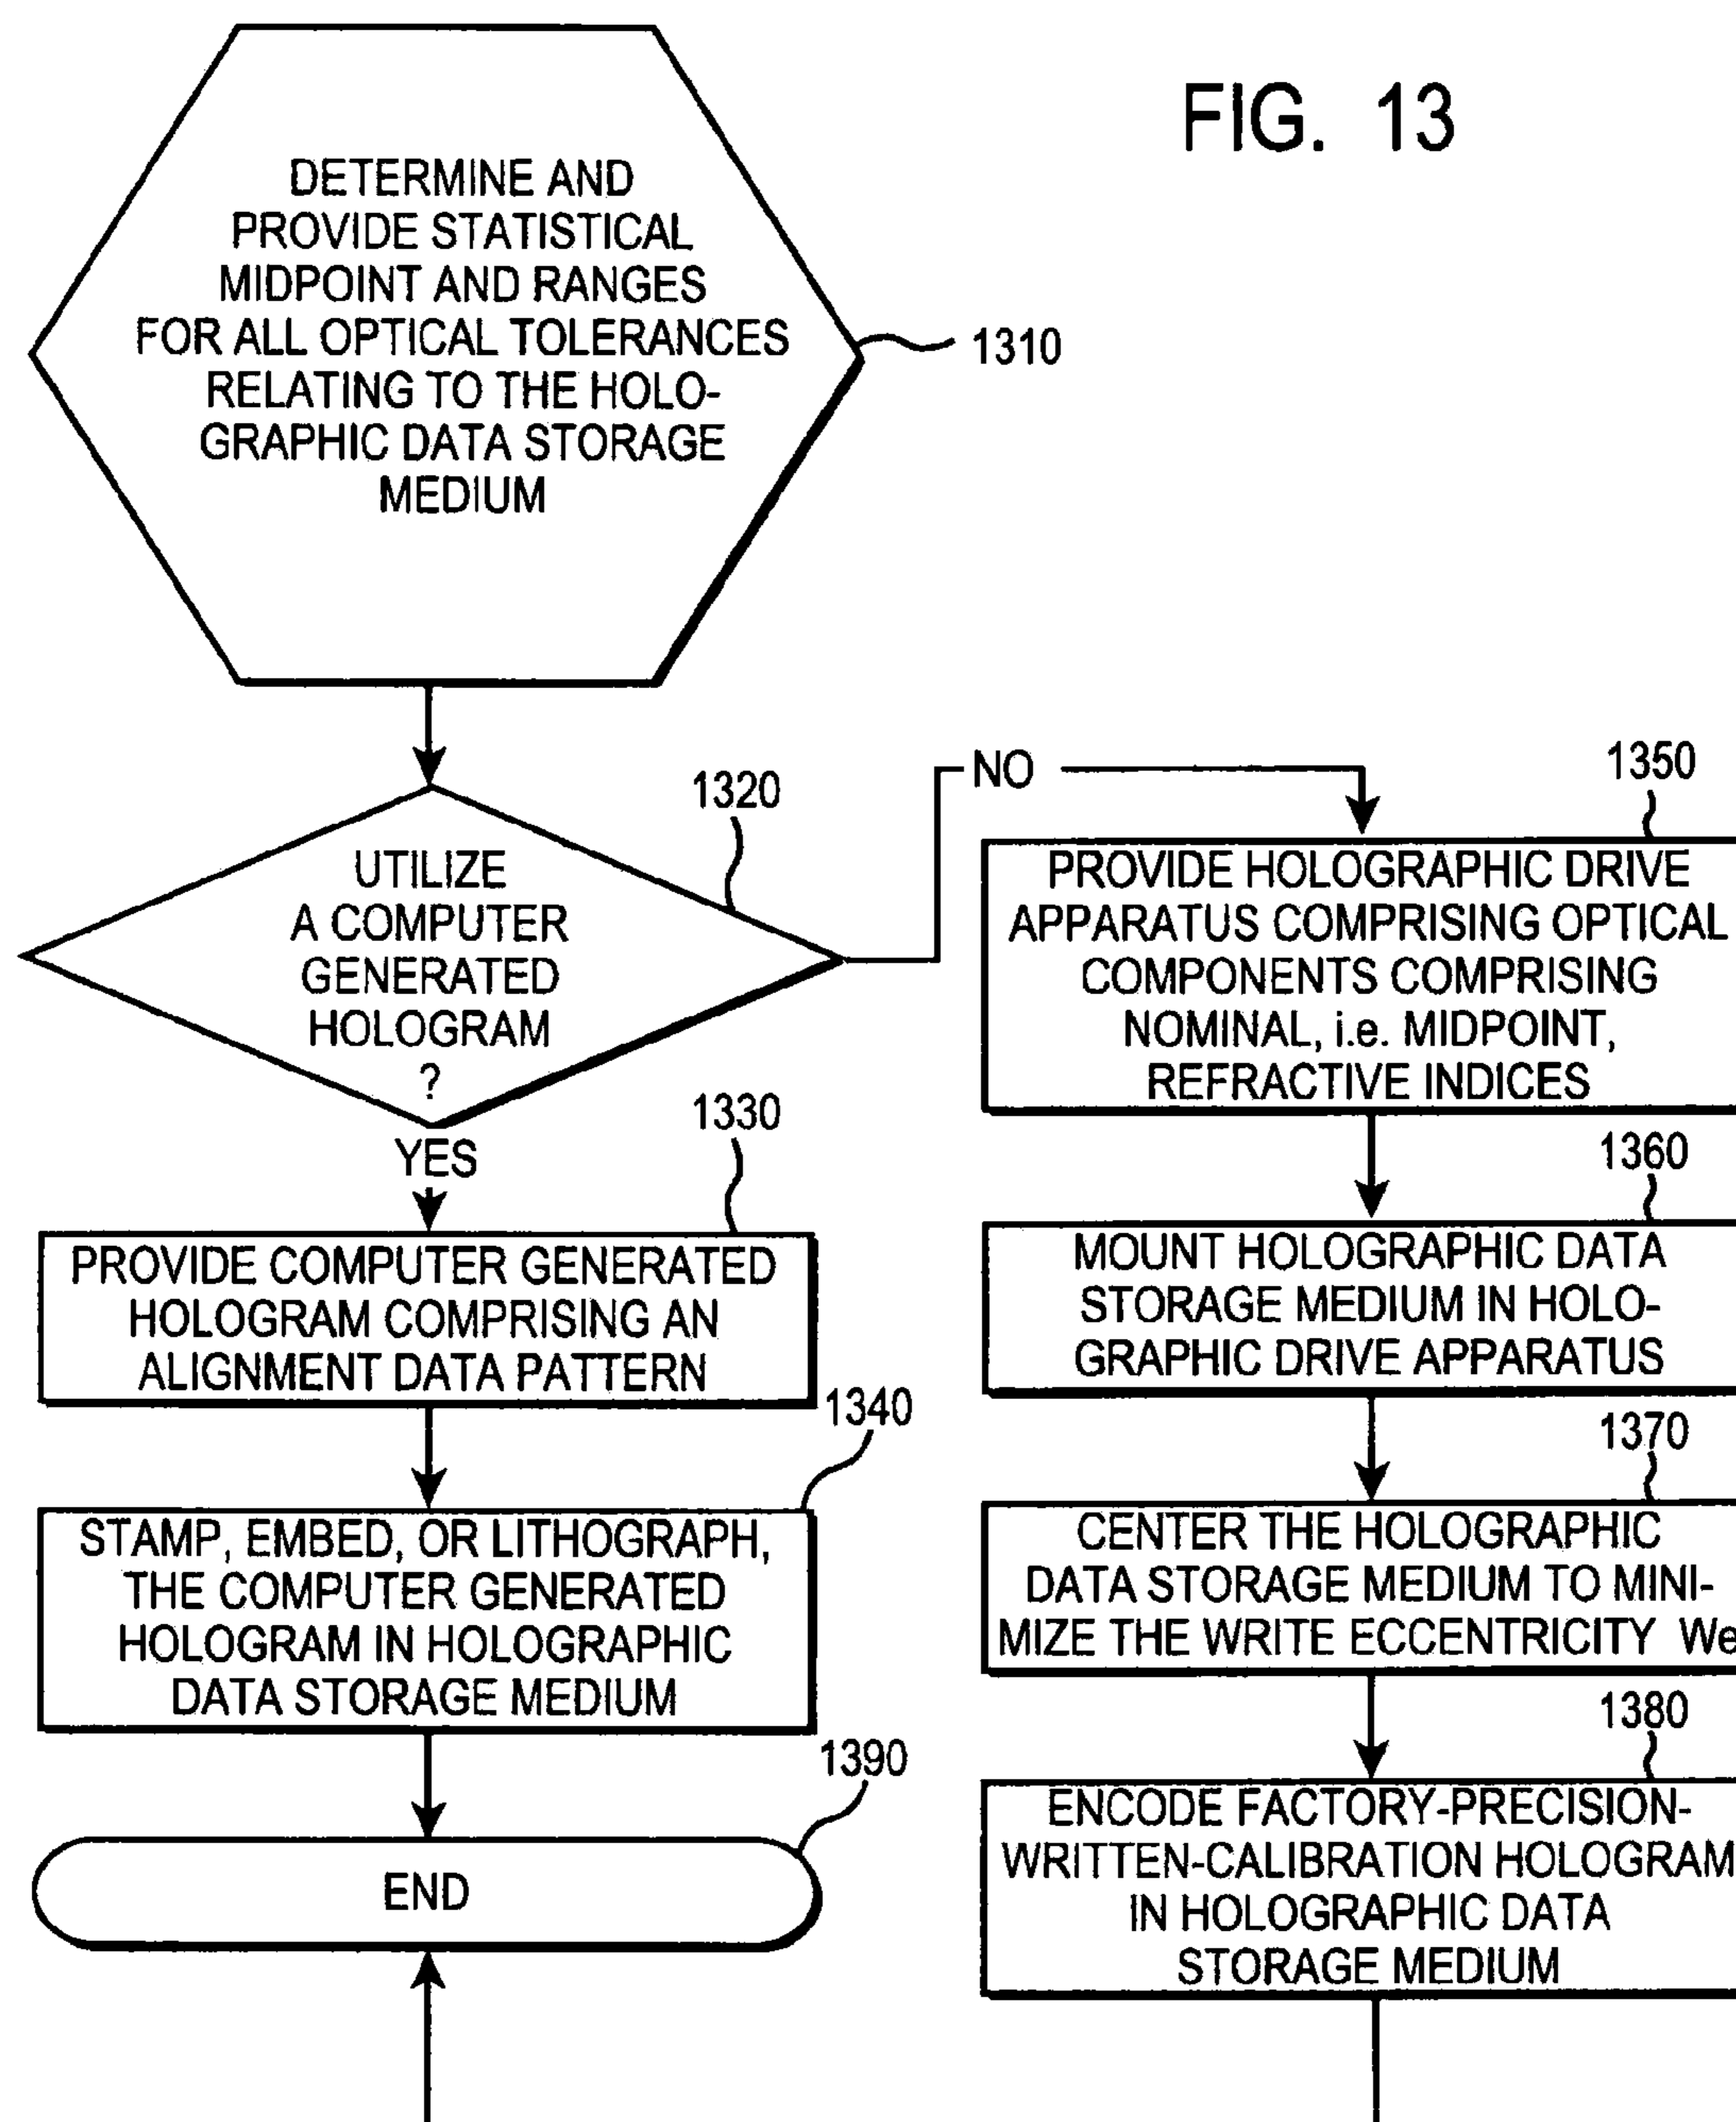 FIG. 13
DETERMINE AND
PROVIDE STATISTICAL
MIDPOINT AND RANGES
FOR ALL OPTICAL TOLERANCES
RELATING TO THE HOLO-
GRAPHIC DATA STORAGE
MEDIUM
1310
1320
UTILIZE
A COMPUTER
GENERATED
HOLOGRAM
?
YES
1330
PROVIDE COMPUTER GENERATED
HOLOGRAM COMPRISING AN
ALIGNMENT DATA PATTERN
1340
STAMP, EMBED, OR LITHOGRAPH,
THE COMPUTER GENERATED
HOLOGRAM IN HOLOGRAPHIC
DATA STORAGE MEDIUM
1390
END
NO
1350
PROVIDE HOLOGRAPHIC DRIVE
APPARATUS COMPRISING OPTICAL
COMPONENTS COMPRISING
NOMINAL, i.e. MIDPOINT,
REFRACTIVE INDICES
1360
MOUNT HOLOGRAPHIC DATA
STORAGE MEDIUM IN HOLO-
GRAPHIC DRIVE APPARATUS
1370
CENTER THE HOLOGRAPHIC
DATA STORAGE MEDIUM TO MINI-
MIZE THE WRITE ECCENTRICITY We
1380
ENCODE FACTORY-PRECISION-
WRITTEN-CALIBRATION HOLOGRAM
IN HOLOGRAPHIC DATA
STORAGE MEDIUM